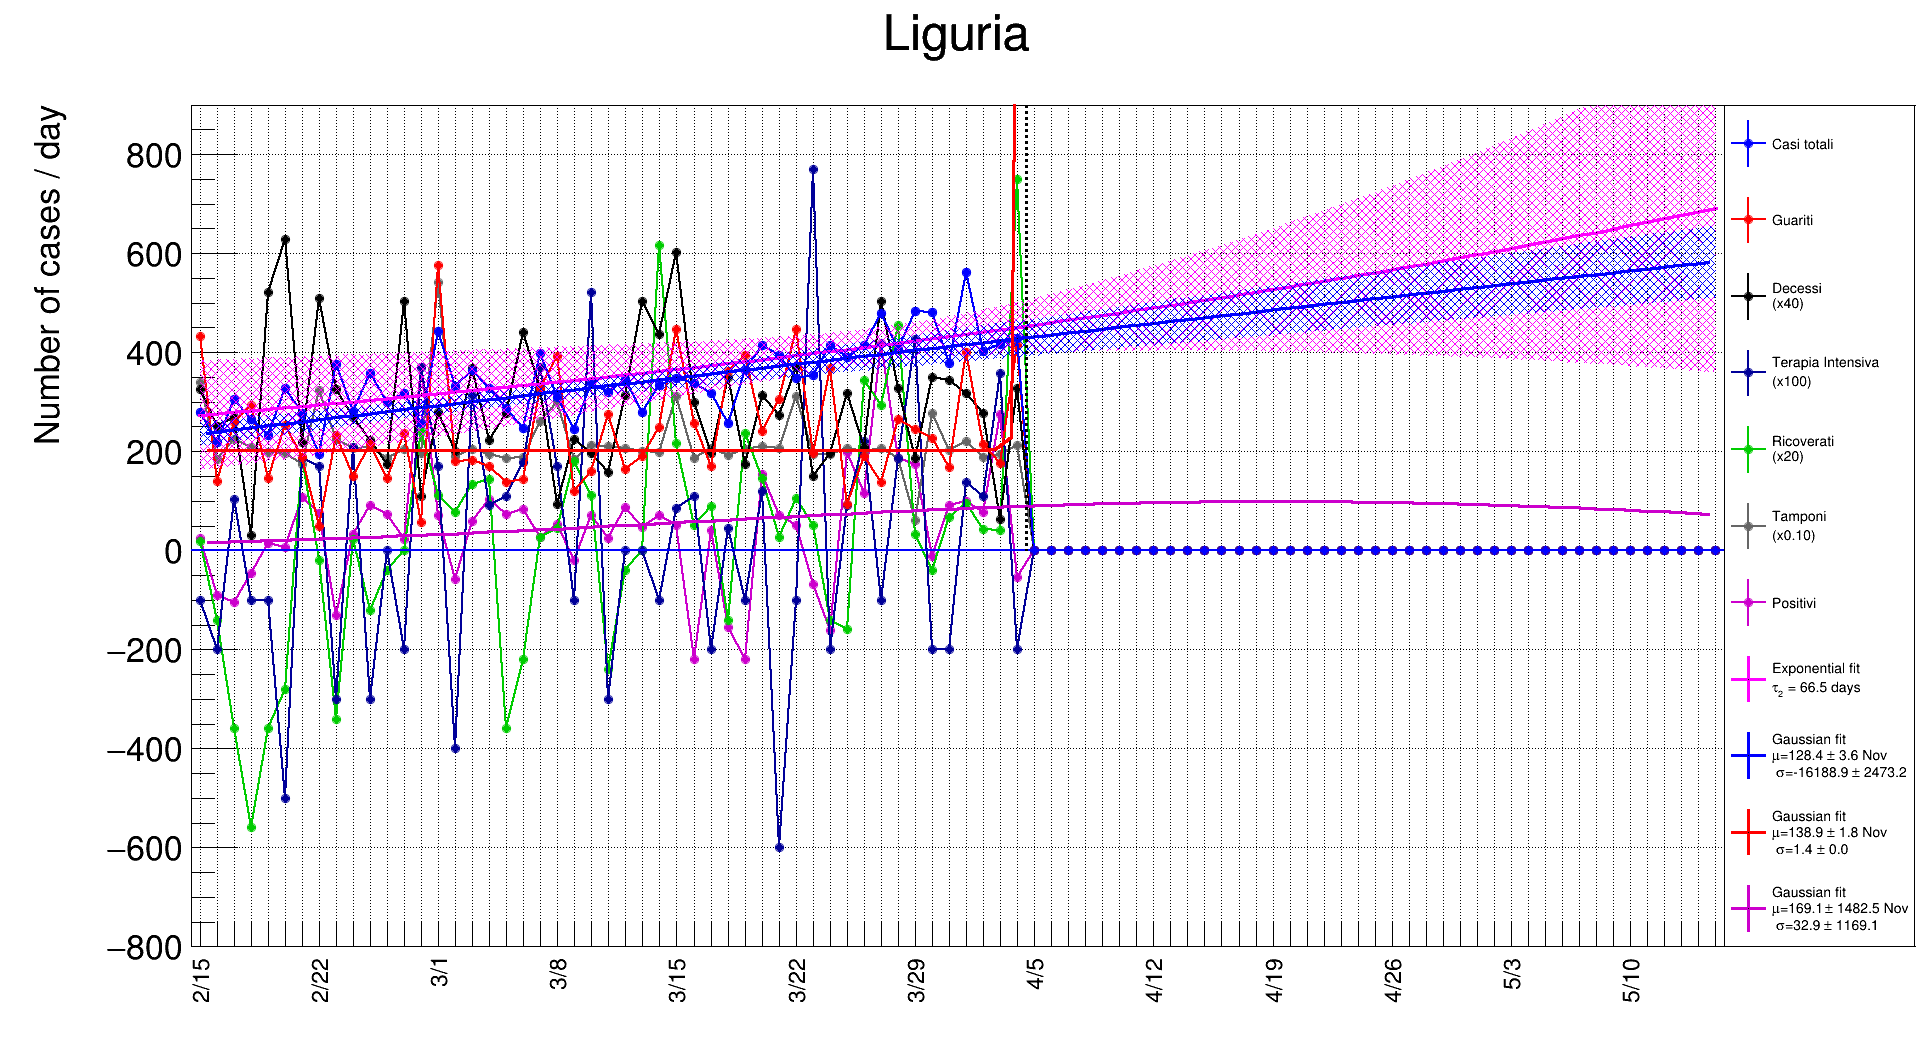 Liguria
Number of cases / day
800
600
400
200
0
−200
−400
−600
−800
2/15
2/22
3/1
3/8
3/15
3/22
3/29
4/5
4/12
4/19
4/26
5/3
5/10
Casi totali
Guariti
Decessi
(x40)
Terapia Intensiva
(x100)
Ricoverati
(x20)
Tamponi
(x0.10)
Positivi
Exponential fit
τ2 = 66.5 days
Gaussian fit
μ=128.4 ± 3.6 Nov
σ=-16188.9 ± 2473.2
Gaussian fit
μ=138.9 ± 1.8 Nov
σ=1.4 ± 0.0
Gaussian fit
μ=169.1 ± 1482.5 Nov
σ=32.9 ± 1169.1